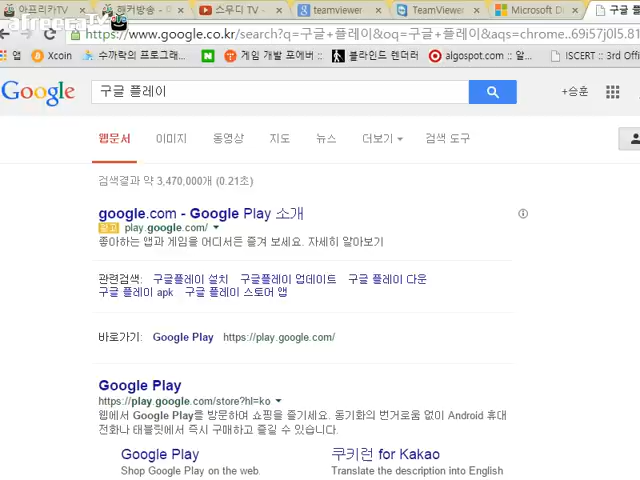 아프리카TV × 해커방송 - × 스무디 TV × teamviewer × TeamViewer × Microsoft Di × 구글 플
afreecaTV
https://www.google.co.kr/search?q=구글+플레이&oq=구글+플레이&aqs=chrome..69i57j0l5.81
앱 Xcoin 수까락의 프로그램... 게임 개발 포에버 :: 블라인드 렌더러 algospot.com :: 알... ISCERT :: 3rd Ho
Google 구글 플레이 +승훈
웹문서 이미지 동영상 지도 뉴스 더보기 검색 도구
검색결과 약 3,470,000개 (0.21초)
google.com - Google Play 소개
광고 play.google.com/
좋아하는 앱과 게임을 어디서든 즐겨 보세요. 자세히 알아보기
관련검색: 구글플레이 설치 구글플레이 업데이트 구글 플레이 다운
구글 플레이 apk 구글 플레이 스토어 앱
바로가기: Google Play https://play.google.com/
Google Play
https://play.google.com/store?hl=ko
웹에서 Google Play를 방문하여 쇼핑을 즐기세요. 동기화의 번거로움 없이 Android 휴대
전화나 태블릿에서 즉시 구매하고 즐길 수 있습니다.
Google Play 쿠키런 for Kakao
Shop Google Play on the web. Translate the description into English